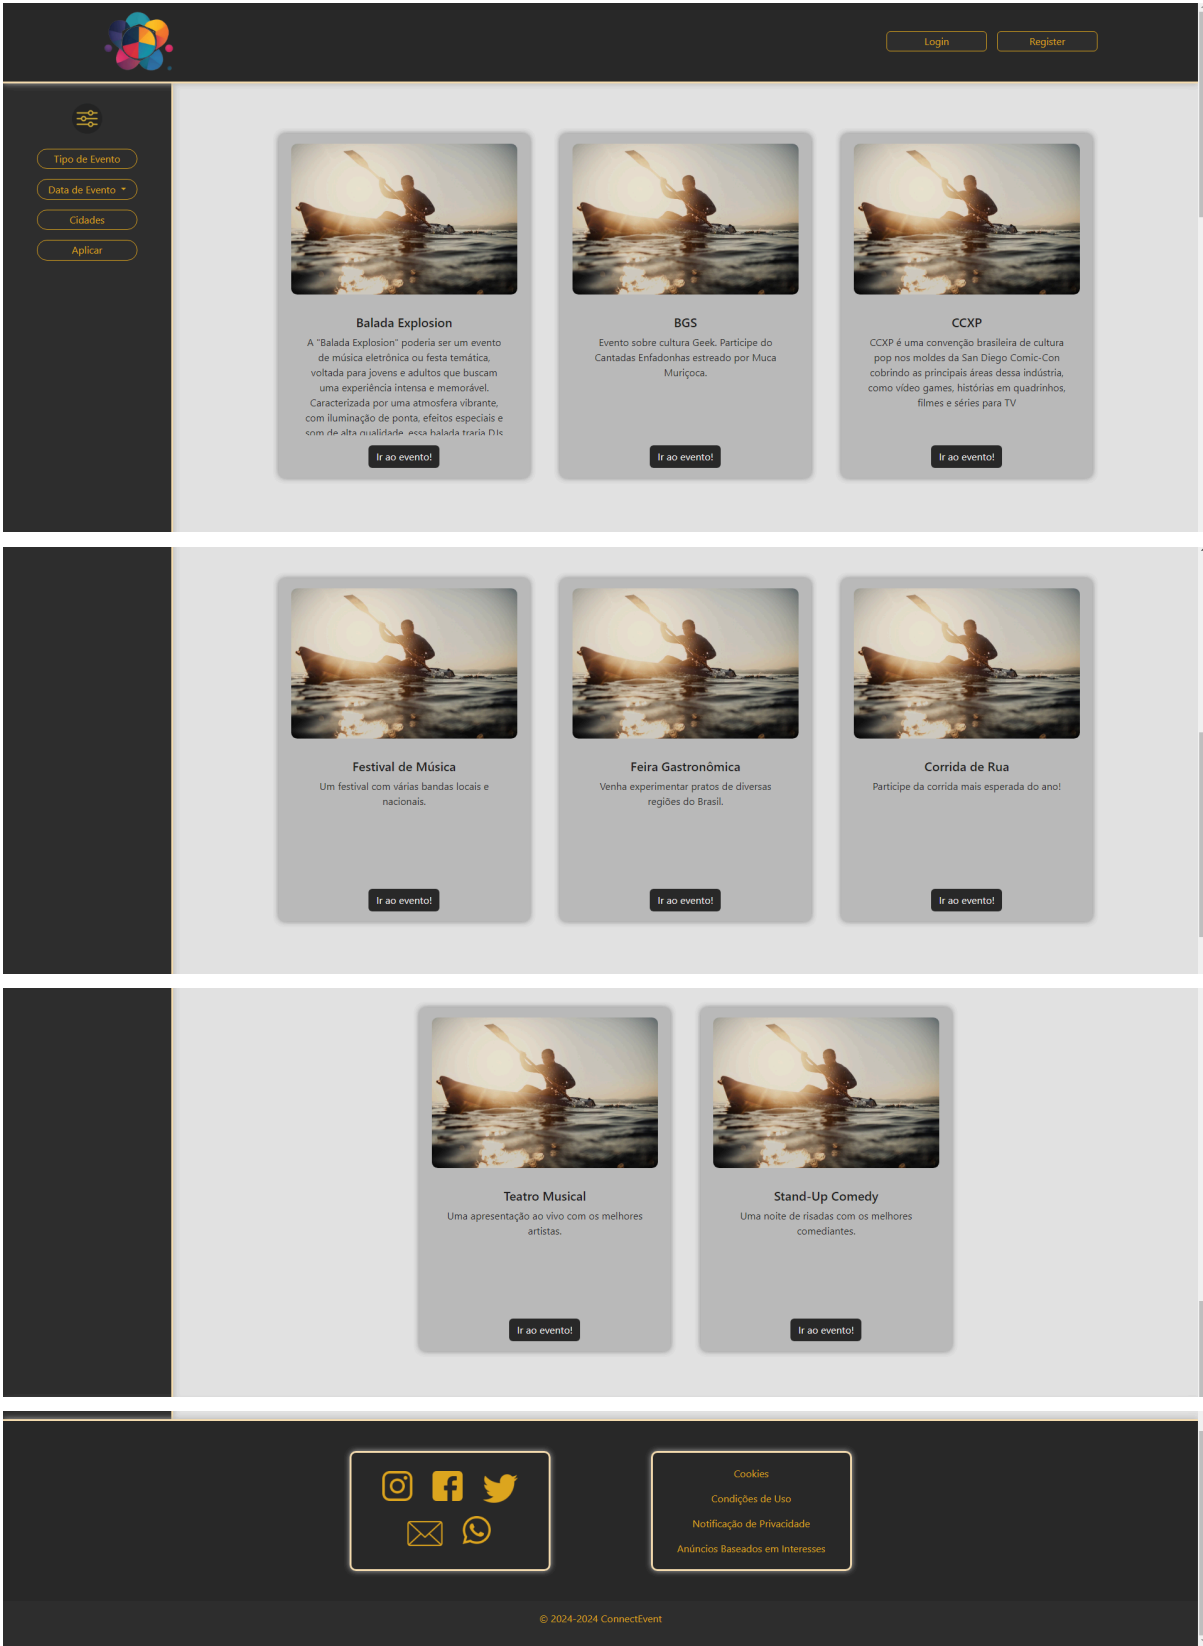 Login
Register
Tipo de Evento
Data de Evento
Cidades
Aplicar
Balada Explosion
A "Balada Explosion" poderia ser um evento
de música eletrônica ou festa temática,
voltada para jovens e adultos que buscam
uma experiência intensa e memorável.
Caracterizada por uma atmosfera vibrante,
com iluminação de ponta, efeitos especiais e
som de alta qualidade, essa balada traria DJs
Ir ao evento!
BGS
Evento sobre cultura Geek. Participe do
Cantadas Enfadonhas estreado por Muca
Muriçoca.
Ir ao evento!
CCXP
CCXP é uma convenção brasileira de cultura
pop nos moldes da San Diego Comic-Con
cobrindo as principais áreas dessa indústria,
como vídeo games, histórias em quadrinhos,
filmes e séries para TV
Ir ao evento!
Festival de Música
Um festival com várias bandas locais e
nacionais.
Ir ao evento!
Feira Gastronômica
Venha experimentar pratos de diversas
regiões do Brasil.
Ir ao evento!
Corrida de Rua
Participe da corrida mais esperada do ano!
Ir ao evento!
Teatro Musical
Uma apresentação ao vivo com os melhores
artistas.
Ir ao evento!
Stand-Up Comedy
Uma noite de risadas com os melhores
comediantes.
Ir ao evento!
Cookies
Condições de Uso
Notificação de Privacidade
Anúncios Baseados em Interesses
© 2024-2024 ConnectEvent